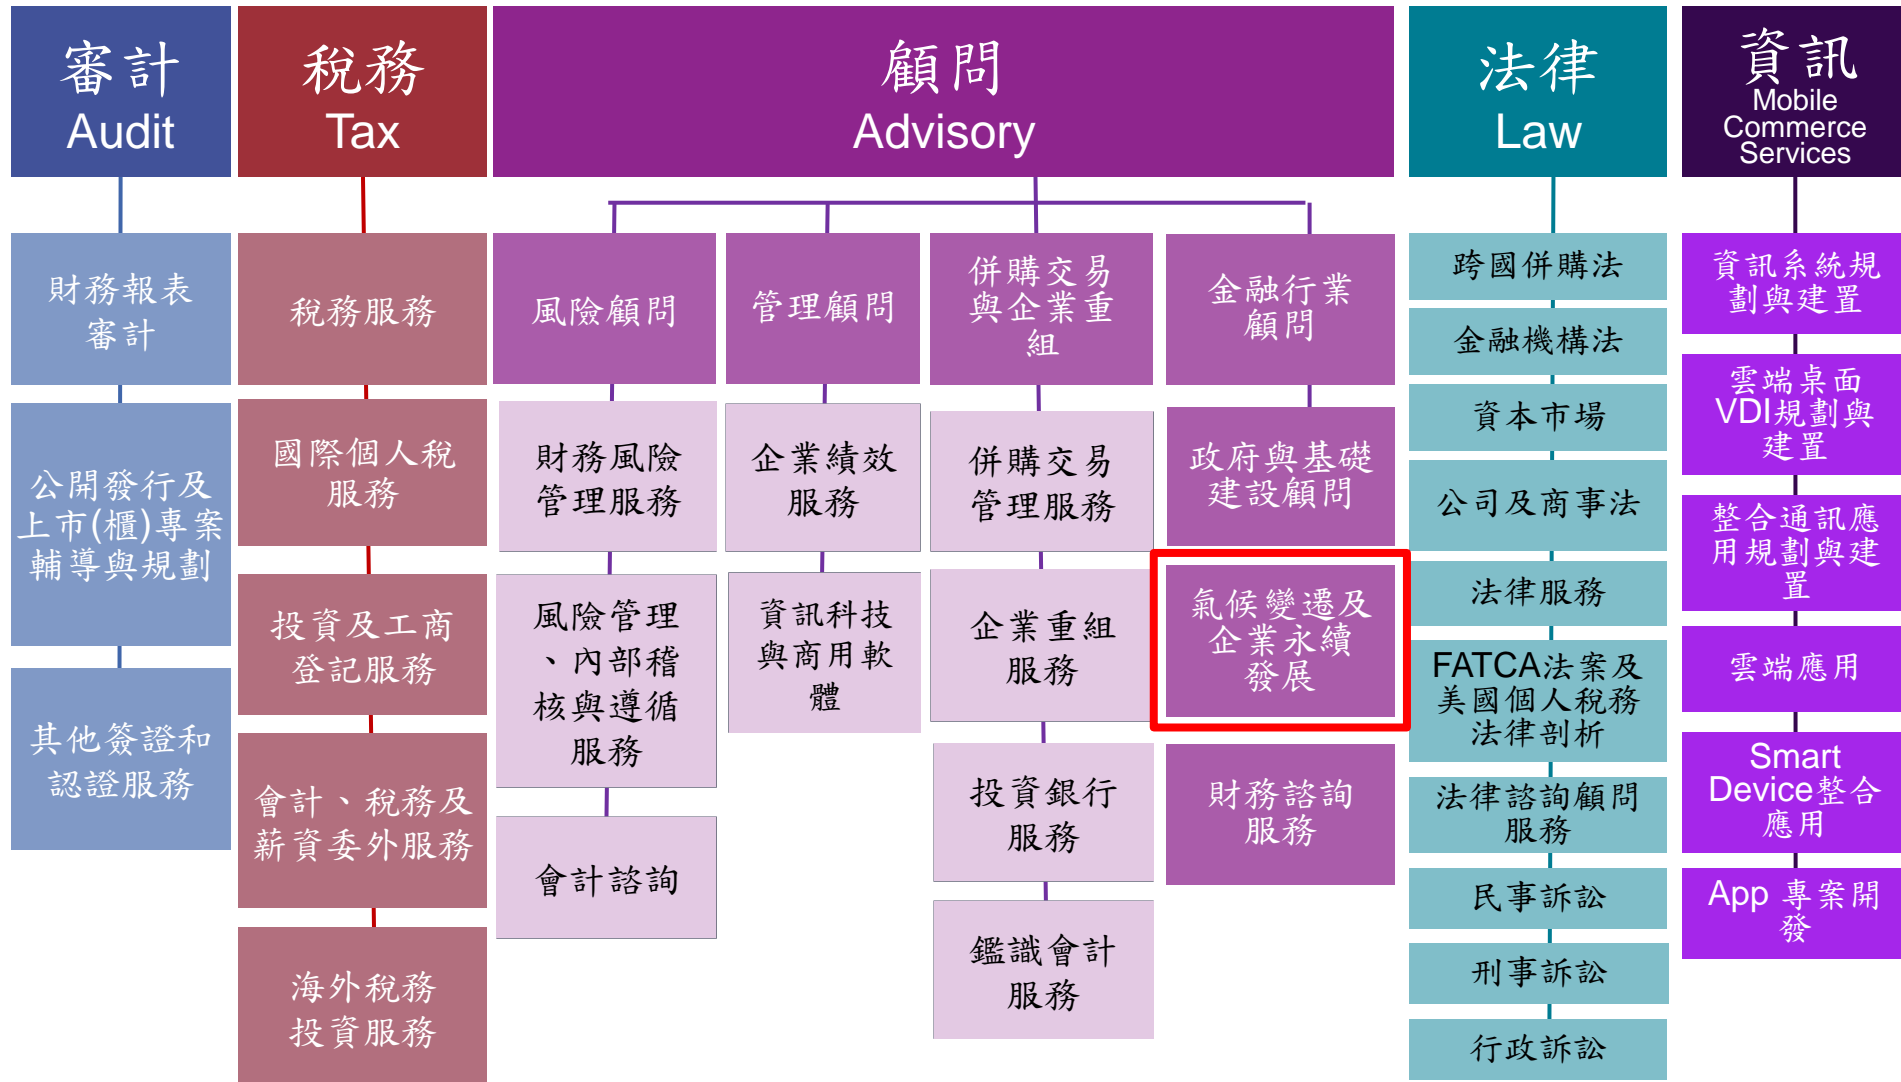 審計
Audit
財務報表
審計
公開發行及
上市(櫃)專案
輔導與規劃
其他簽證和
認證服務
稅務
Tax
稅務服務
國際個人稅
服務
投資及工商
登記服務
會計、稅務及
薪資委外服務
海外稅務
投資服務
顧問
Advisory
風險顧問
財務風險
管理服務
風險管理
、內部稽
核與遵循
服務
會計諮詢
管理顧問
企業績效
服務
資訊科技
與商用軟
體
併購交易
與企業重
組
併購交易
管理服務
企業重組
服務
投資銀行
服務
鑑識會計
服務
金融行業
顧問
政府與基礎
建設顧問
氣候變遷及
企業永續
發展
財務諮詢
服務
法律
Law
跨國併購法
金融機構法
資本市場
公司及商事法
法律服務
FATCA法案及
美國個人稅務
法律剖析
法律諮詢顧問
服務
民事訴訟
刑事訴訟
行政訴訟
資訊
Mobile
Commerce
Services
資訊系統規
劃與建置
雲端桌面
VDI規劃與
建置
整合通訊應
用規劃與建
置
雲端應用
Smart
Device整合
應用
App 專案開
發